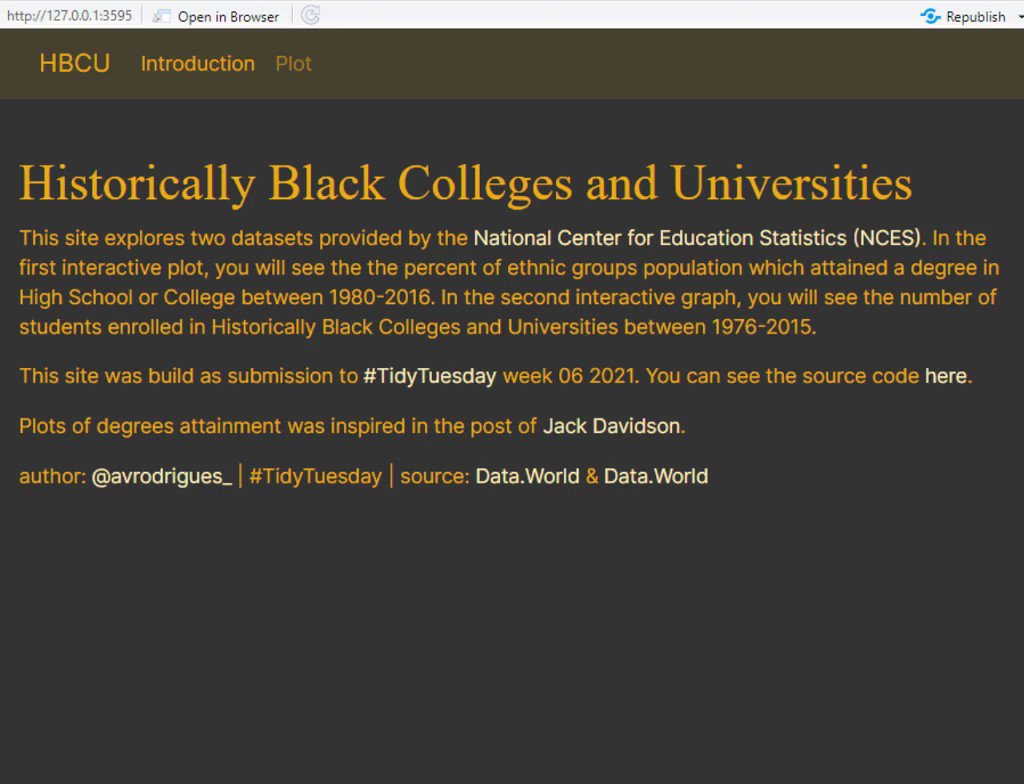 http://127.0.0.1:3595 Open in Browser Republish
HBCU Introduction Plot
Historically Black Colleges and Universities
This site explores two datasets provided by the National Center for Education Statistics (NCES). In the
first interactive plot, you will see the the percent of ethnic groups population which attained a degree in
High School or College between 1980-2016. In the second interactive graph, you will see the number of
students enrolled in Historically Black Colleges and Universities between 1976-2015.
This site was build as submission to #TidyTuesday week 06 2021. You can see the source code here.
Plots of degrees attainment was inspired in the post of Jack Davidson.
author: @avrodrigues_ | #TidyTuesday | source: Data.World & Data.World